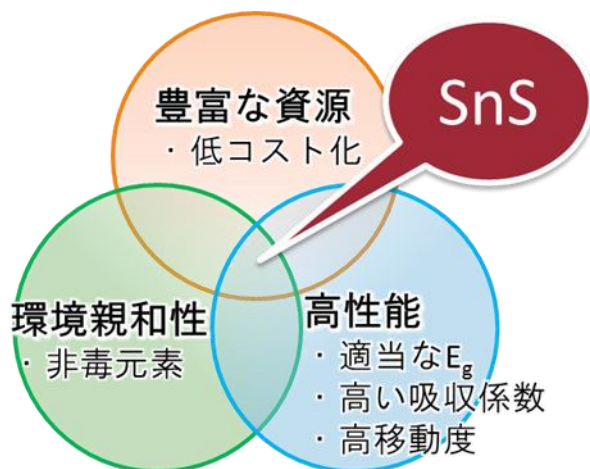 SnS
豊富な資源
・低コスト化
環境親和性
・非毒元素
高性能
・適当なEg
・高い吸収係数
・高移動度